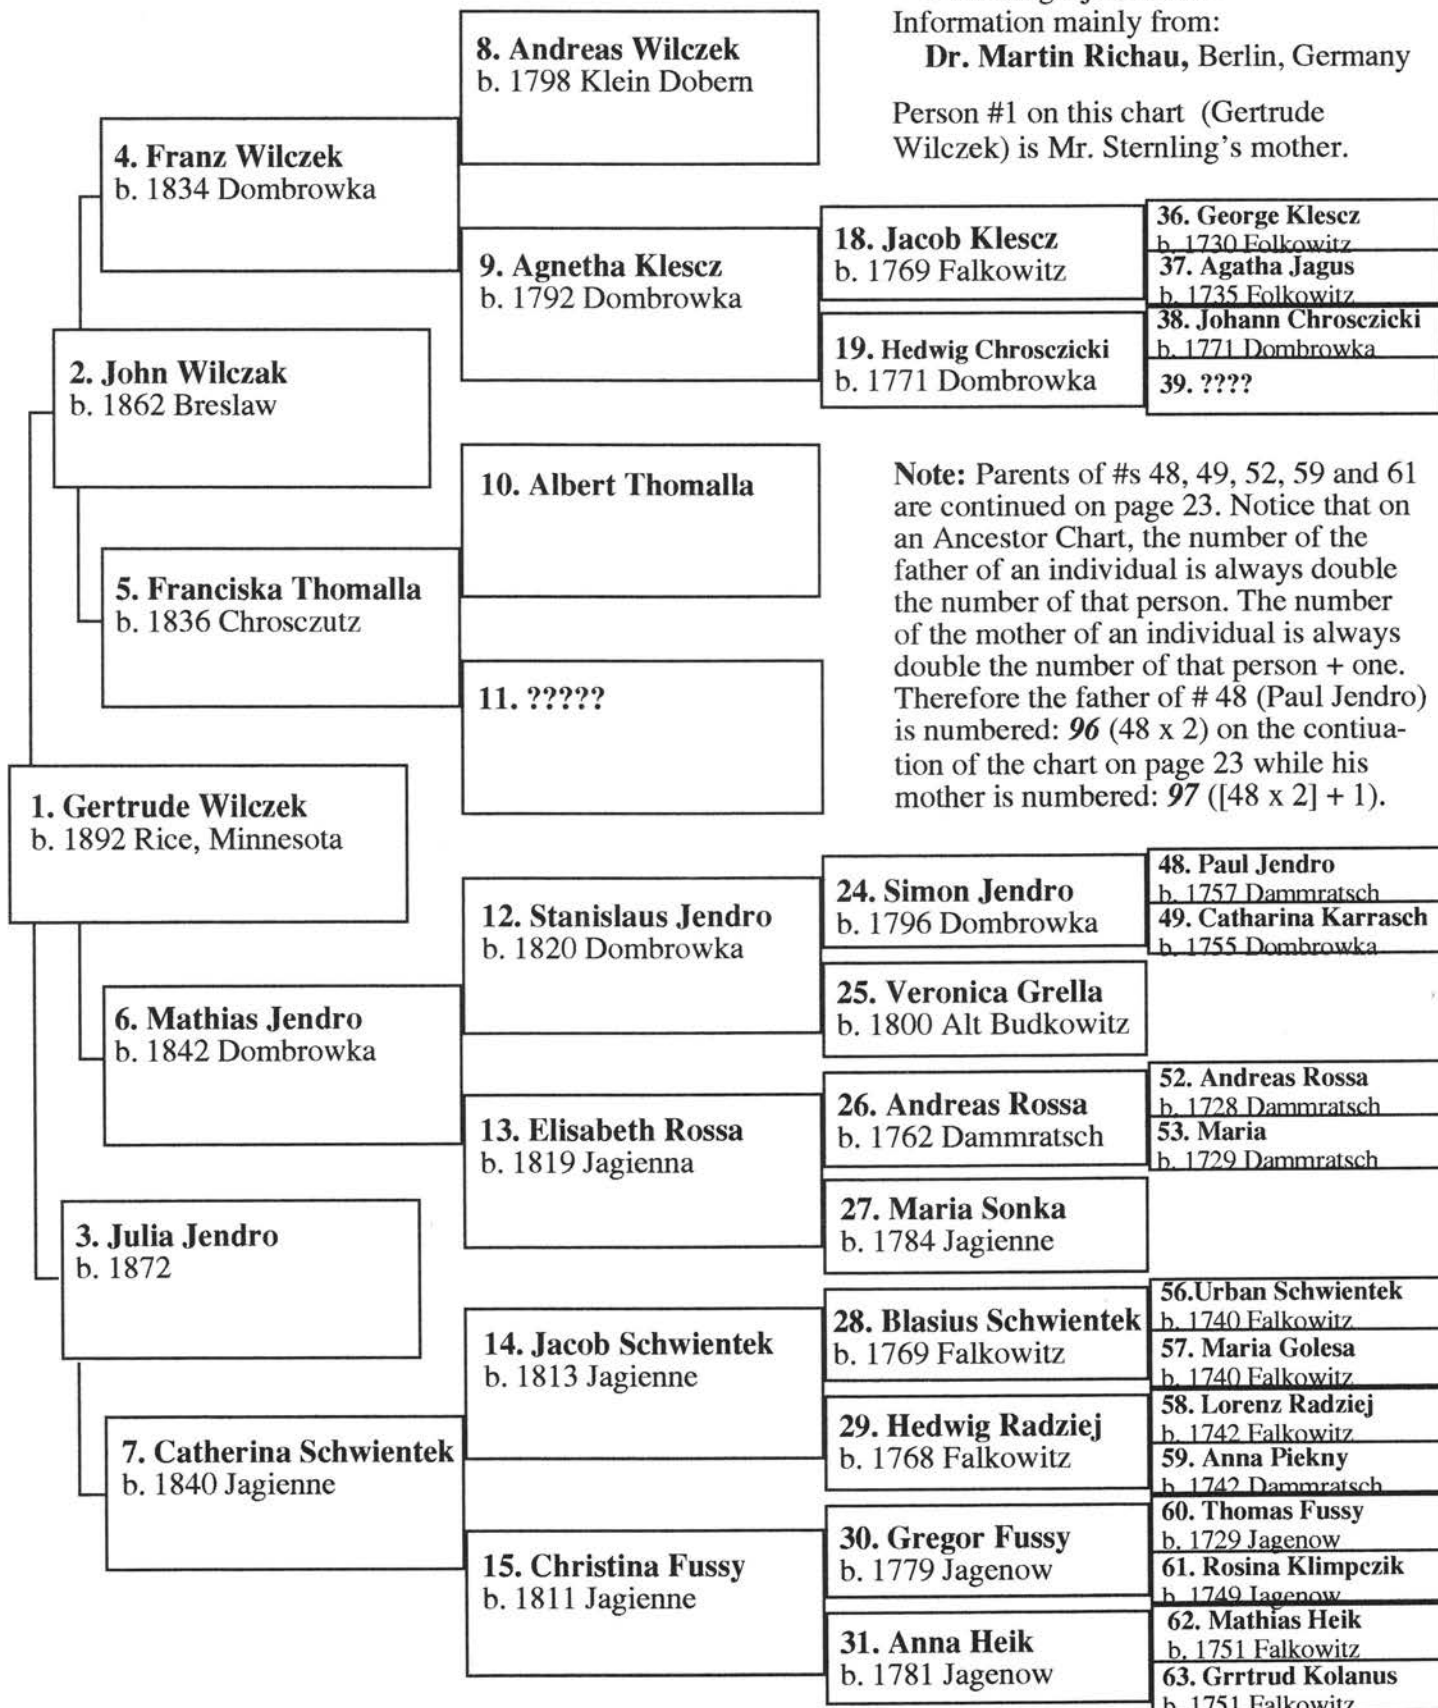 Information mainly from:
Dr. Martin Richau, Berlin, Germany
Person #1 on this chart (Gertrude
Wilczek) is Mr. Sternling's mother.
8. Andreas Wilczek
b. 1798 Klein Dobern
4. Franz Wilczek
b. 1834 Dombrowka
9. Agnetha Klescz
b. 1792 Dombrowka
18. Jacob Klescz
b. 1769 Falkowitz
36. George Klescz
b. 1730 Folkowitz
37. Agatha Jagus
b. 1735 Folkowitz
19. Hedwig Chrosczicki
b. 1771 Dombrowka
38. Johann Chrosczicki
b. 1771 Dombrowka
39. ????
2. John Wilczak
b. 1862 Breslaw
10. Albert Thomalla
5. Franciska Thomalla
b. 1836 Chrosczutz
11. ?????
Note: Parents of #s 48, 49, 52, 59 and 61
are continued on page 23. Notice that on
an Ancestor Chart, the number of the
father of an individual is always double
the number of that person. The number
of the mother of an individual is always
double the number of that person + one.
Therefore the father of # 48 (Paul Jendro)
is numbered: 96 (48 x 2) on the contiua-
tion of the chart on page 23 while his
mother is numbered: 97 ([48 x 2] + 1).
1. Gertrude Wilczek
b. 1892 Rice, Minnesota
12. Stanislaus Jendro
b. 1820 Dombrowka
24. Simon Jendro
b. 1796 Dombrowka
48. Paul Jendro
b. 1757 Dammratsch
49. Catharina Karrasch
b. 1755 Dombrowka
25. Veronica Grella
b. 1800 Alt Budkowitz
6. Mathias Jendro
b. 1842 Dombrowka
13. Elisabeth Rossa
b. 1819 Jagienna
26. Andreas Rossa
b. 1762 Dammratsch
52. Andreas Rossa
b. 1728 Dammratsch
53. Maria
b. 1729 Dammratsch
27. Maria Sonka
b. 1784 Jagienne
3. Julia Jendro
b. 1872
14. Jacob Schwientek
b. 1813 Jagienne
28. Blasius Schwientek
b. 1769 Falkowitz
56.Urban Schwientek
b. 1740 Falkowitz
57. Maria Golesa
b. 1740 Falkowitz
29. Hedwig Radziej
b. 1768 Falkowitz
58. Lorenz Radziej
b. 1742 Falkowitz
59. Anna Piekny
b. 1742 Dammratsch
7. Catherina Schwientek
b. 1840 Jagienne
15. Christina Fussy
b. 1811 Jagienne
30. Gregor Fussy
b. 1779 Jagenow
60. Thomas Fussy
b. 1729 Jagenow
61. Rosina Klimpczik
b. 1749 Jagenow
31. Anna Heik
b. 1781 Jagenow
62. Mathias Heik
b. 1751 Falkowitz
63. Grrtrud Kolanus
b. 1751 Falkowitz